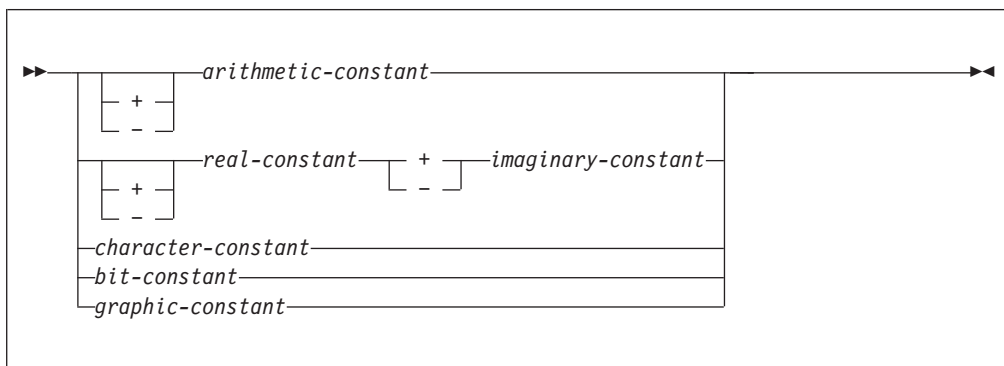 arithmetic-constant
+
−
real-constant + imaginary-constant
+ −
−
character-constant
bit-constant
graphic-constant